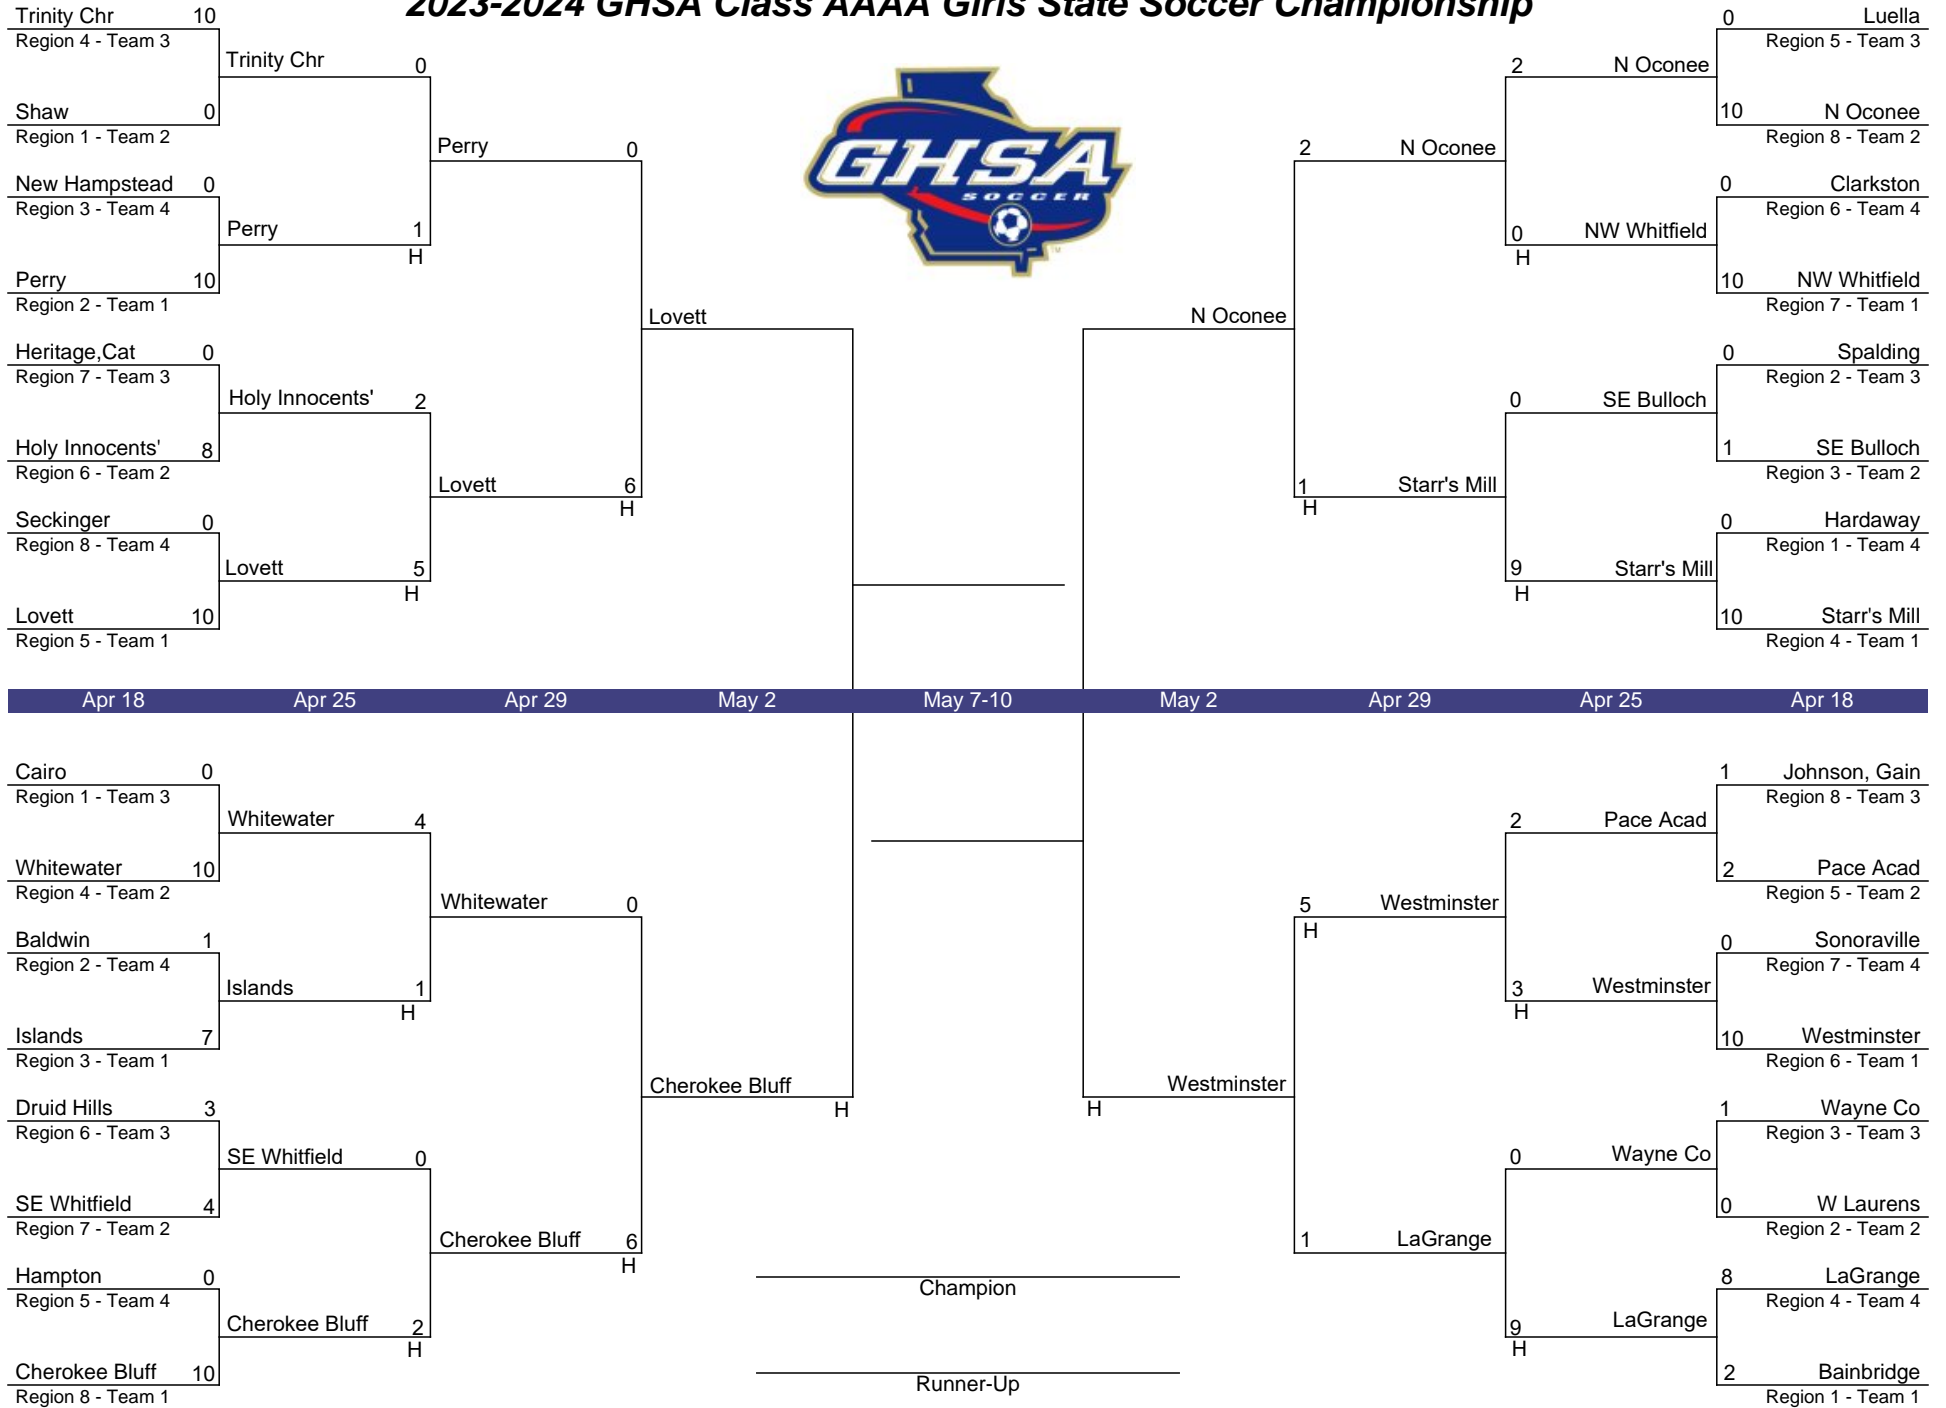 2023-2024 GHSA Class AAAA Girls State Soccer Championship
GHSA
SOCCER
TM
Trinity Chr 10
Region 4 - Team 3
Shaw 0
Region 1 - Team 2
New Hampstead 0
Region 3 - Team 4
Perry 10
Region 2 - Team 1
Heritage,Cat 0
Region 7 - Team 3
Holy Innocents' 8
Region 6 - Team 2
Seckinger 0
Region 8 - Team 4
Lovett 10
Region 5 - Team 1
Trinity Chr 0
Perry 1
H
Holy Innocents' 2
Lovett 5
H
Perry 0
Lovett 6
H
Lovett
N Oconee
2 N Oconee
1 Starr's Mill
H
2 N Oconee
0 NW Whitfield
H
0 SE Bulloch
9 Starr's Mill
H
0 Luella
Region 5 - Team 3
10 N Oconee
Region 8 - Team 2
0 Clarkston
Region 6 - Team 4
10 NW Whitfield
Region 7 - Team 1
0 Spalding
Region 2 - Team 3
1 SE Bulloch
Region 3 - Team 2
0 Hardaway
Region 1 - Team 4
10 Starr's Mill
Region 4 - Team 1
Apr 18 Apr 25 Apr 29 May 2 May 7-10 May 2 Apr 29 Apr 25 Apr 18
Cairo 0
Region 1 - Team 3
Whitewater 10
Region 4 - Team 2
Baldwin 1
Region 2 - Team 4
Islands 7
Region 3 - Team 1
Druid Hills 3
Region 6 - Team 3
SE Whitfield 4
Region 7 - Team 2
Hampton 0
Region 5 - Team 4
Cherokee Bluff 10
Region 8 - Team 1
Whitewater 4
Islands 1
H
SE Whitfield 0
Cherokee Bluff 2
H
Whitewater 0
Cherokee Bluff 6
H
Cherokee Bluff
H
Westminster
H
5 Westminster
H
1 LaGrange
2 Pace Acad
3 Westminster
H
0 Wayne Co
9 LaGrange
H
1 Johnson, Gain
Region 8 - Team 3
2 Pace Acad
Region 5 - Team 2
0 Sonoraville
Region 7 - Team 4
10 Westminster
Region 6 - Team 1
1 Wayne Co
Region 3 - Team 3
0 W Laurens
Region 2 - Team 2
8 LaGrange
Region 4 - Team 4
2 Bainbridge
Region 1 - Team 1
Champion
Runner-Up